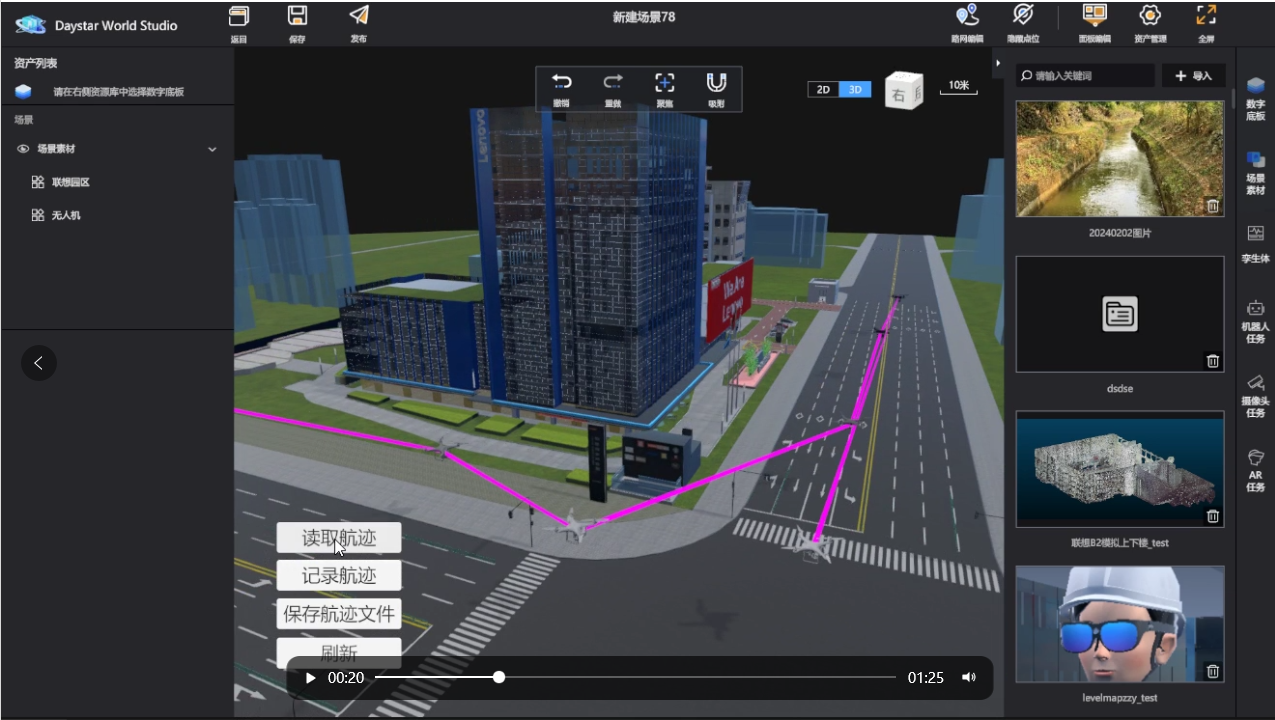 Daystar World Studio
返回
保存
发布
新建场景78
路网编辑
隐藏点位
面板编辑
资产管理
全屏
资产列表
请在右侧资源库中选择数字底板
场景
场景素材
联想园区
无人机
撤销
重做
聚焦
吸附
2D
3D
右
10米
Lenovo
We Are
Lenovo
读取航迹
记录航迹
保存航迹文件
刷新
00:20
01:25
请输入关键词
导入
20240202图片
dsdse
联想B2模拟上下楼_test
levelmapzzy_test
数字
底板
场景
素材
孪生体
机器人
任务
摄像头
任务
AR
任务